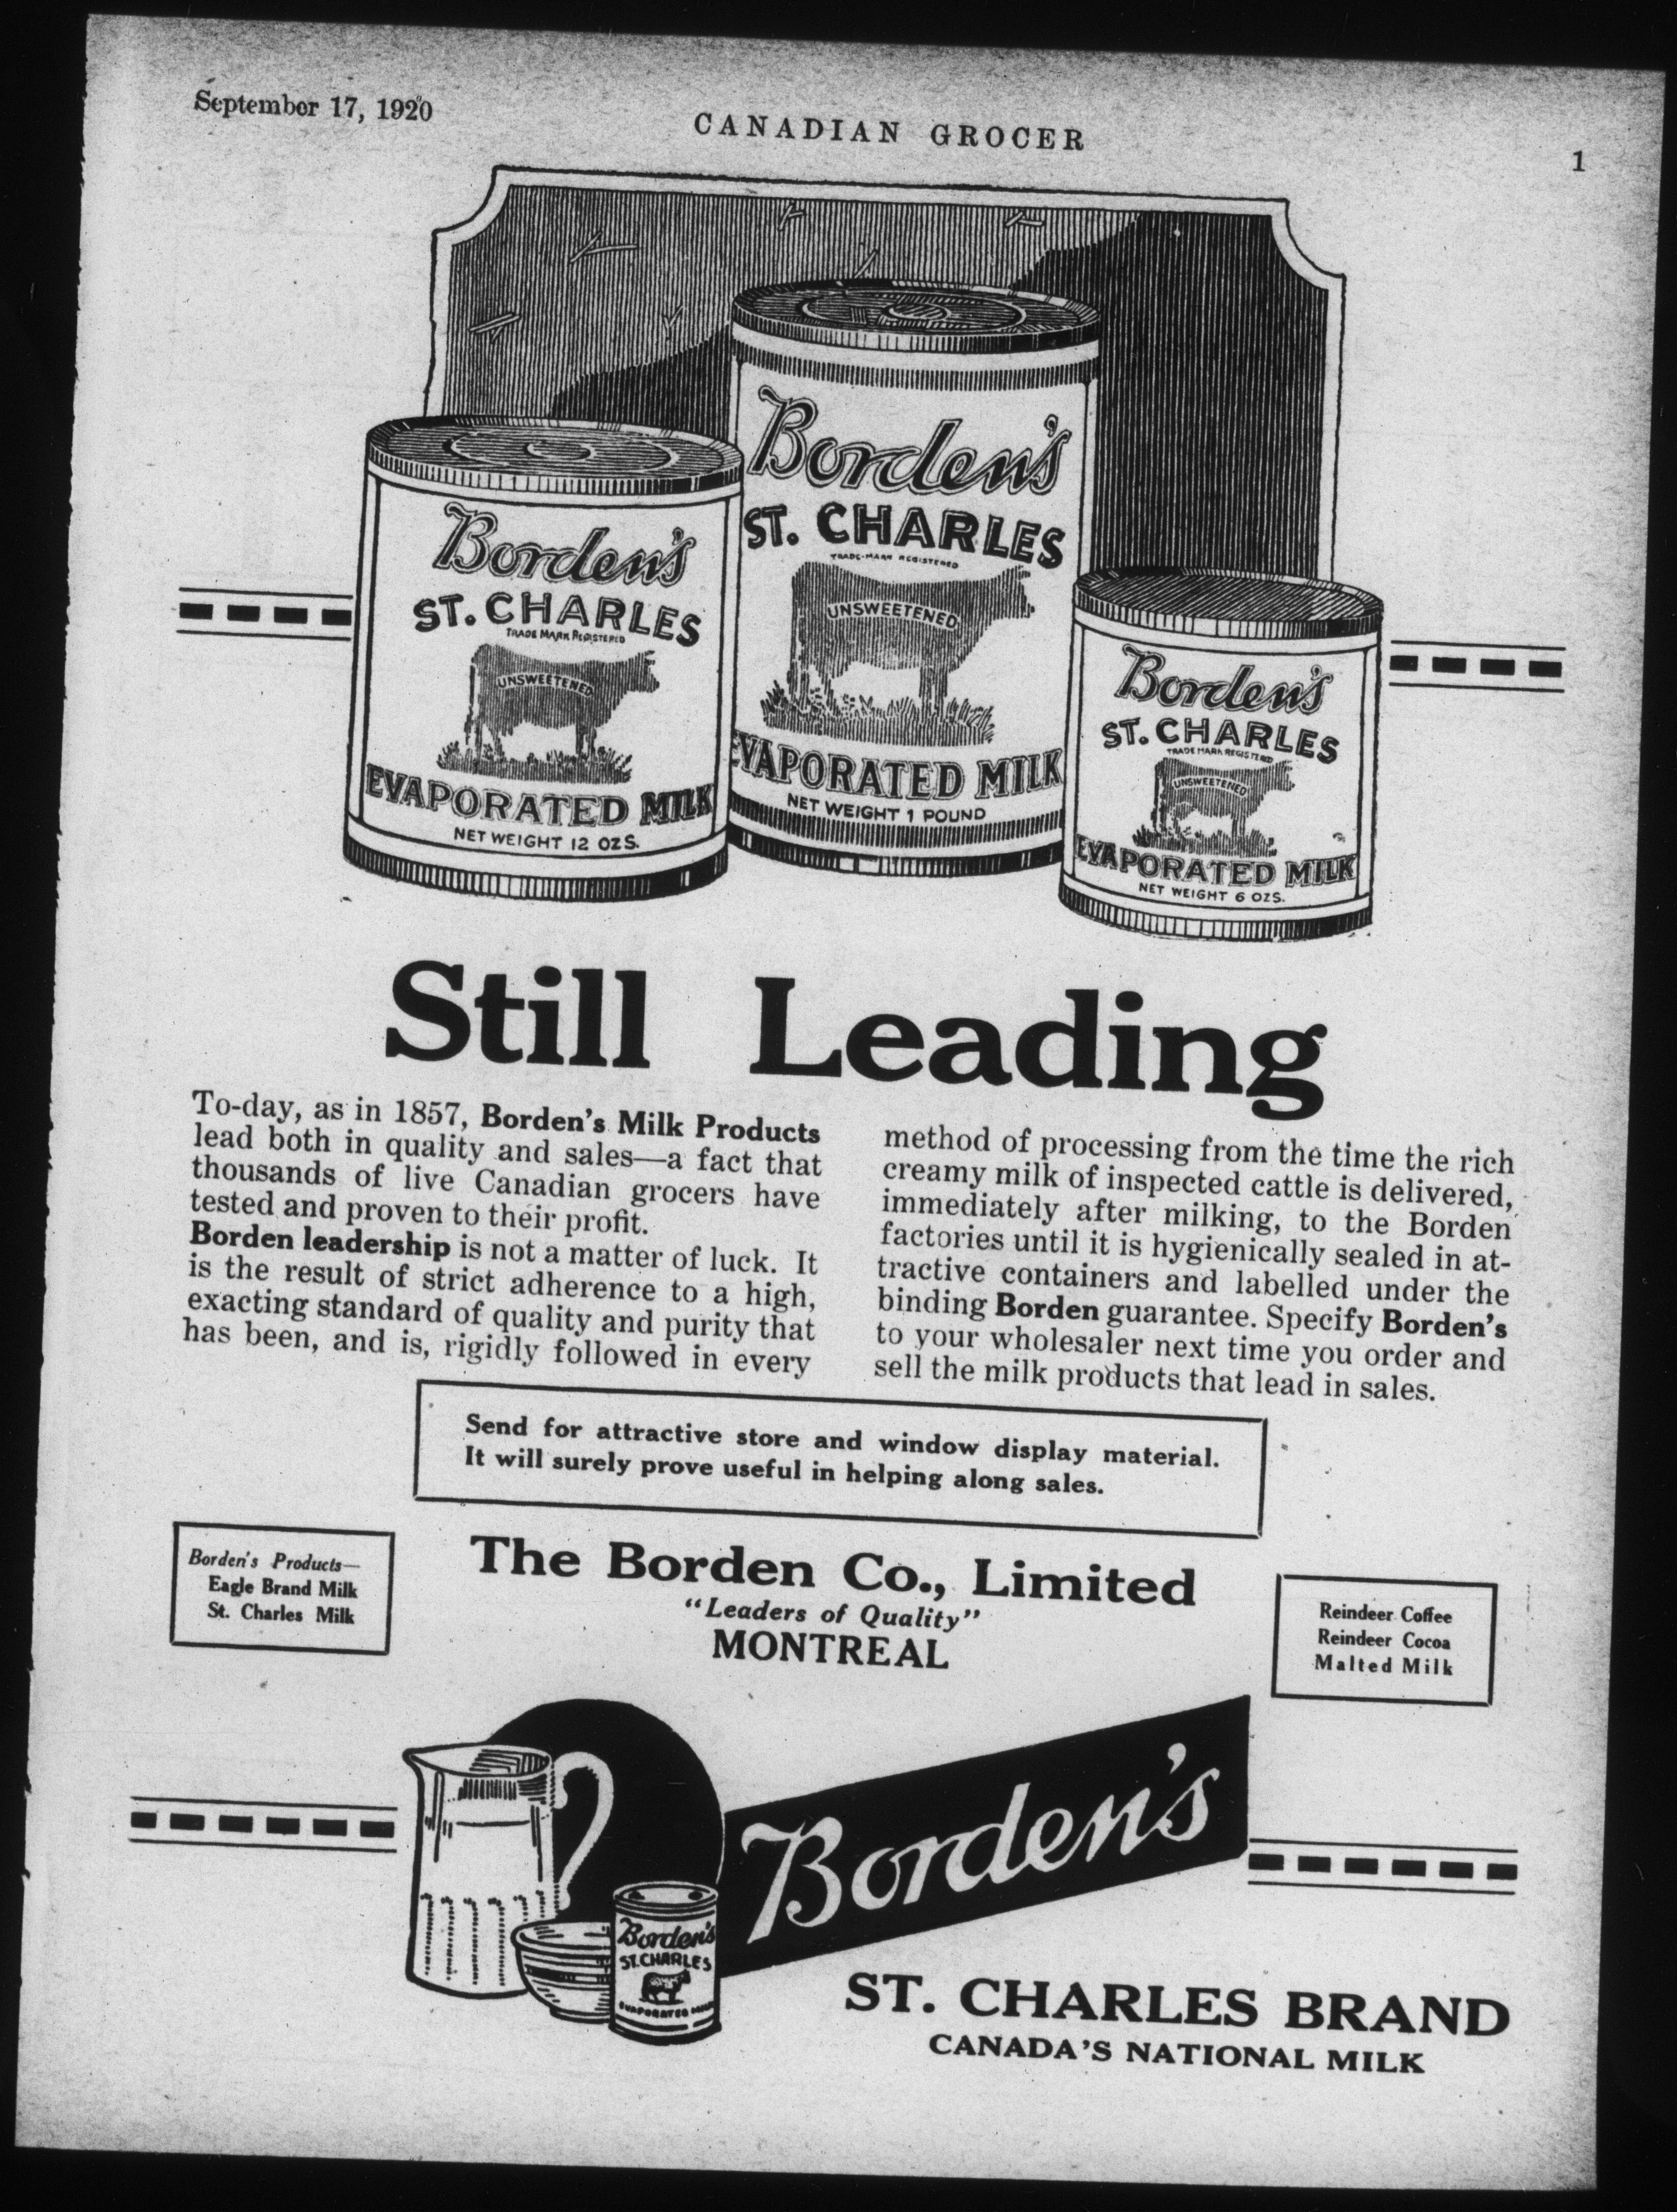 September 17, 1920
CANADIAN GROCER
1
Borden's
ST. CHARLES
TRADE MARK REGISTERED
UNSWEETENED
EVAPORATED MILK
NET WEIGHT 12 OZS.
Borden's
ST. CHARLES
TRADE-MARK REGISTERED
UNSWEETENED
EVAPORATED MILK
NET WEIGHT 1 POUND
Borden's
ST. CHARLES
TRADE MARK REGISTERED
UNSWEETENED
EVAPORATED MILK
NET WEIGHT 6 OZS.
Still Leading
To-day, as in 1857, Borden's Milk Products
lead both in quality and sales—a fact that
thousands of live Canadian grocers have
tested and proven to their profit.
Borden leadership is not a matter of luck. It
is the result of strict adherence to a high,
exacting standard of quality and purity that
has been, and is, rigidly followed in every
method of processing from the time the rich
creamy milk of inspected cattle is delivered,
immediately after milking, to the Borden
factories until it is hygienically sealed in at-
tractive containers and labelled under the
binding Borden guarantee. Specify Borden's
to your wholesaler next time you order and
sell the milk products that lead in sales.
Send for attractive store and window display material.
It will surely prove useful in helping along sales.
Borden's Products—
Eagle Brand Milk
St. Charles Milk
The Borden Co., Limited
"Leaders of Quality"
MONTREAL
Reindeer Coffee
Reindeer Cocoa
Malted Milk
Borden's
Borden's
ST. CHARLES
EVAPORATED MILK
ST. CHARLES BRAND
CANADA'S NATIONAL MILK